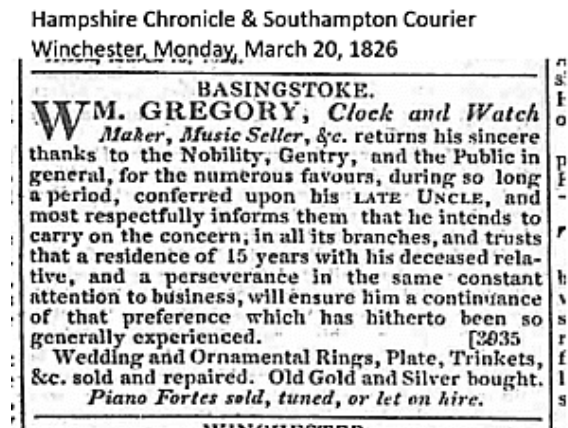 Hampshire Chronicle & Southampton Courier
Winchester, Monday, March 20, 1826
BASINGSTOKE.
WM. GREGORY, Clock and Watch
Maker, Music Seller, &c. returns his sincere
thanks to the Nobility, Gentry, and the Public in
general, for the numerous favours, during so long
a period, conferred upon his LATE UNCLE, and
most respectfully informs them that he intends to
carry on the concern, in all its branches, and trusts
that a residence of 15 years with his deceased rela-
tive, and a perseverance in the same constant
attention to business, will ensure him a continuance
of that preference which has hitherto been so
generally experienced. [3935
Wedding and Ornamental Rings, Plate, Trinkets,
&c. sold and repaired. Old Gold and Silver bought.
Piano Fortes sold, tuned, or let on hire.